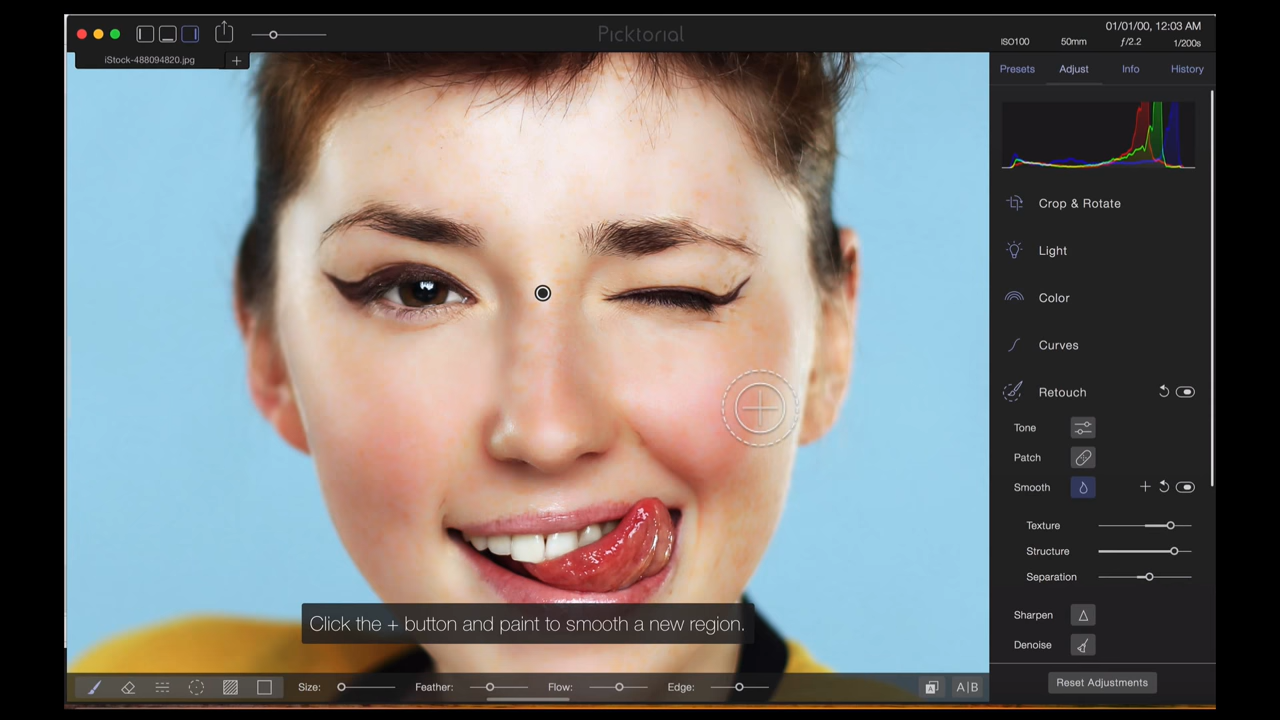 Picktorial
01/01/00, 12:03 AM
ISO100 50mm ƒ/2.2 1/200s
iStock-488094820.jpg
Presets Adjust Info History
Crop & Rotate
Light
Color
Curves
Retouch
Tone
Patch
Smooth
Texture
Structure
Separation
Sharpen
Denoise
Click the + button and paint to smooth a new region.
Size: Feather: Flow: Edge: A|B
Reset Adjustments